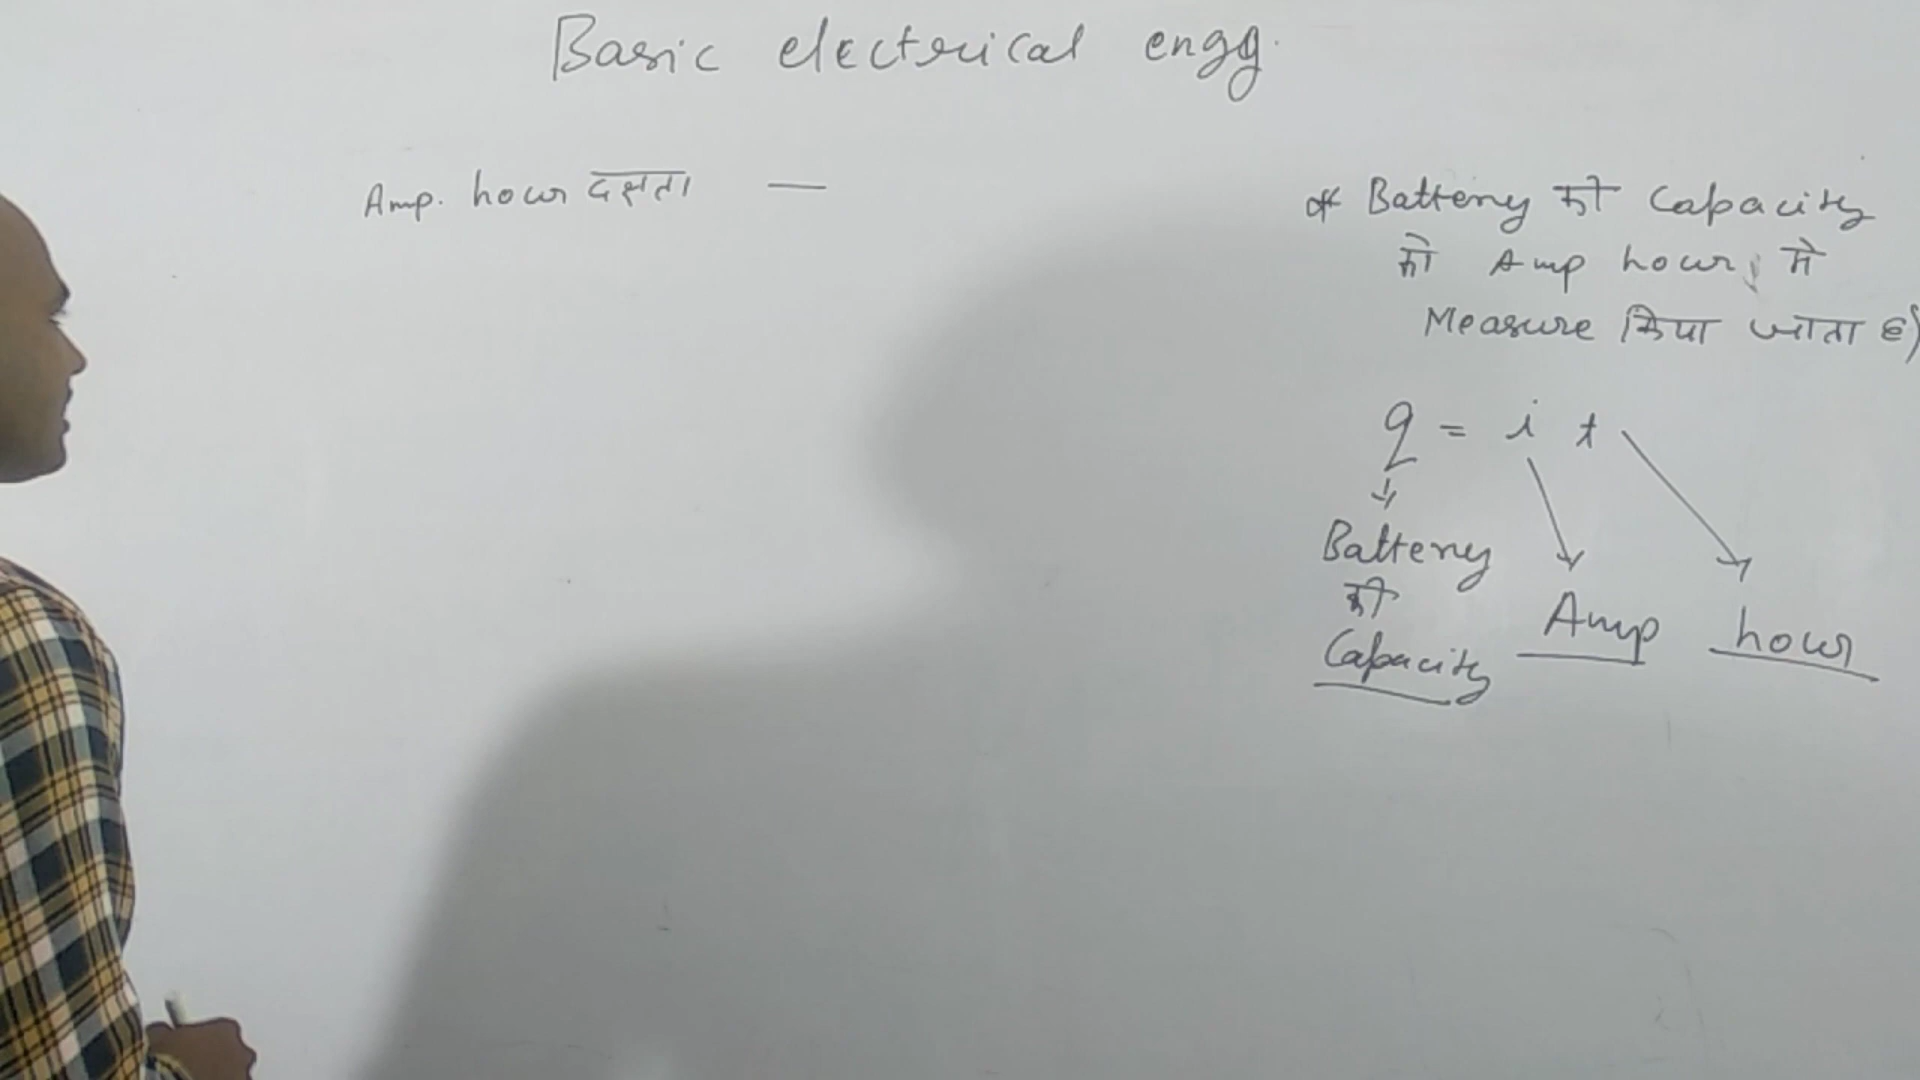 Basic electrical engg.
Amp. hour दक्षता —
* Battery की Capacity
को Amp hour में
Measure किया जाता है)
q = i t
Battery
की
Capacity
Amp
hour